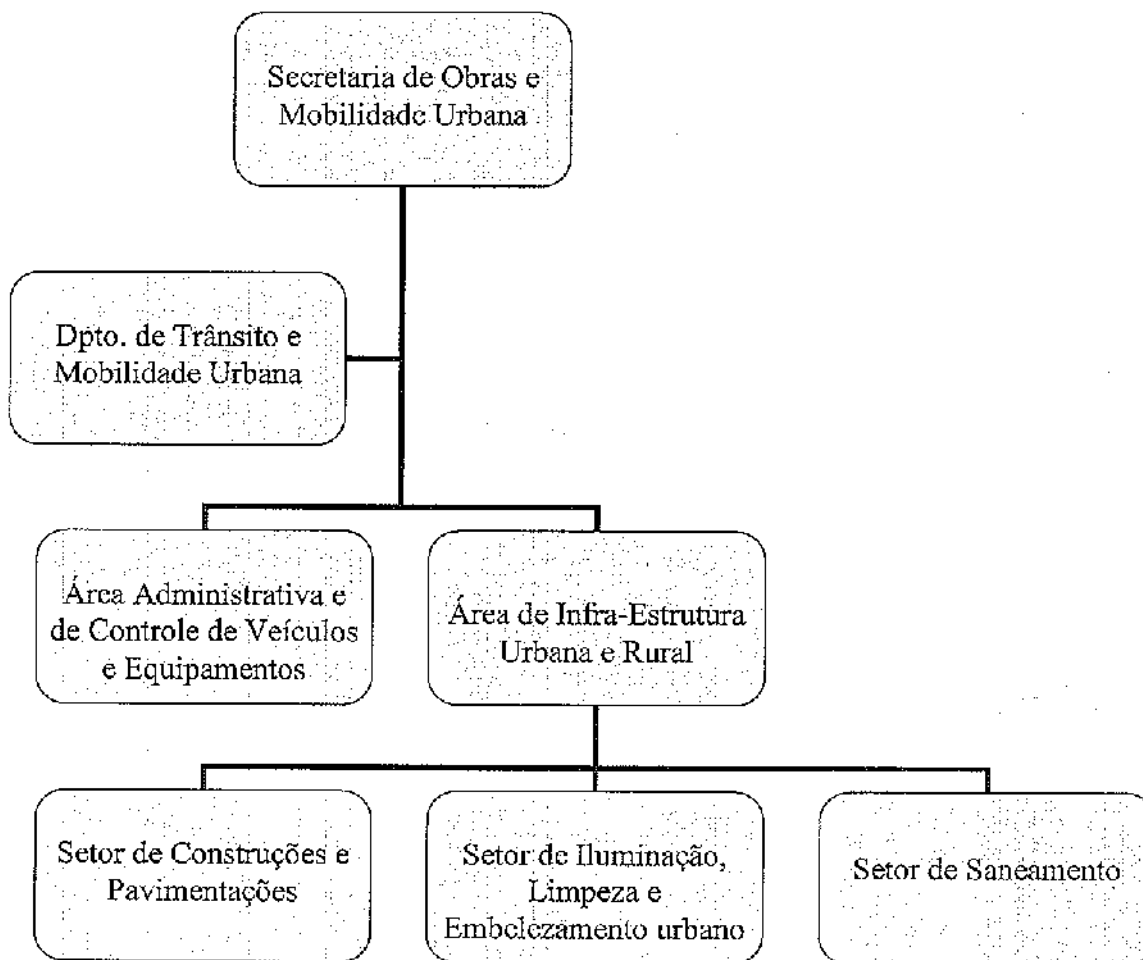 Secretaria de Obras e
Mobilidade Urbana
Dpto. de Trânsito e
Mobilidade Urbana
Área Administrativa e
de Controle de Veículos
e Equipamentos
Área de Infra-Estrutura
Urbana e Rural
Setor de Construções e
Pavimentações
Setor de Iluminação,
Limpeza e
Embelezamento urbano
Setor de Saneamento